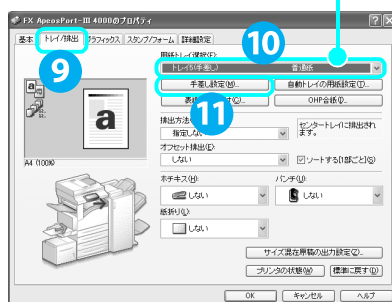 FX ApeosPort-III 4000のプロパティ
基本 トレイ/排出 グラフィックス スタンプ/フォーム 詳細設定
9
10
11
用紙トレイ選択(F):
トレイ5(手差し) 普通紙
手差し設定(M)... 自動トレイの用紙設定(T)...
OHP合紙(P)...
排出方法
指定しない
センタートレイに排出されます。
オフセット排出(E):
しない
ソートする[1部ごと](S)
A4 (100%)
ホチキス(H): パンチ(U):
しない しない
紙折り(L):
しない
サイズ混在原稿の出力設定(Z)...
プリンタの状態(W) 標準に戻す(D)
OK キャンセル ヘルプ